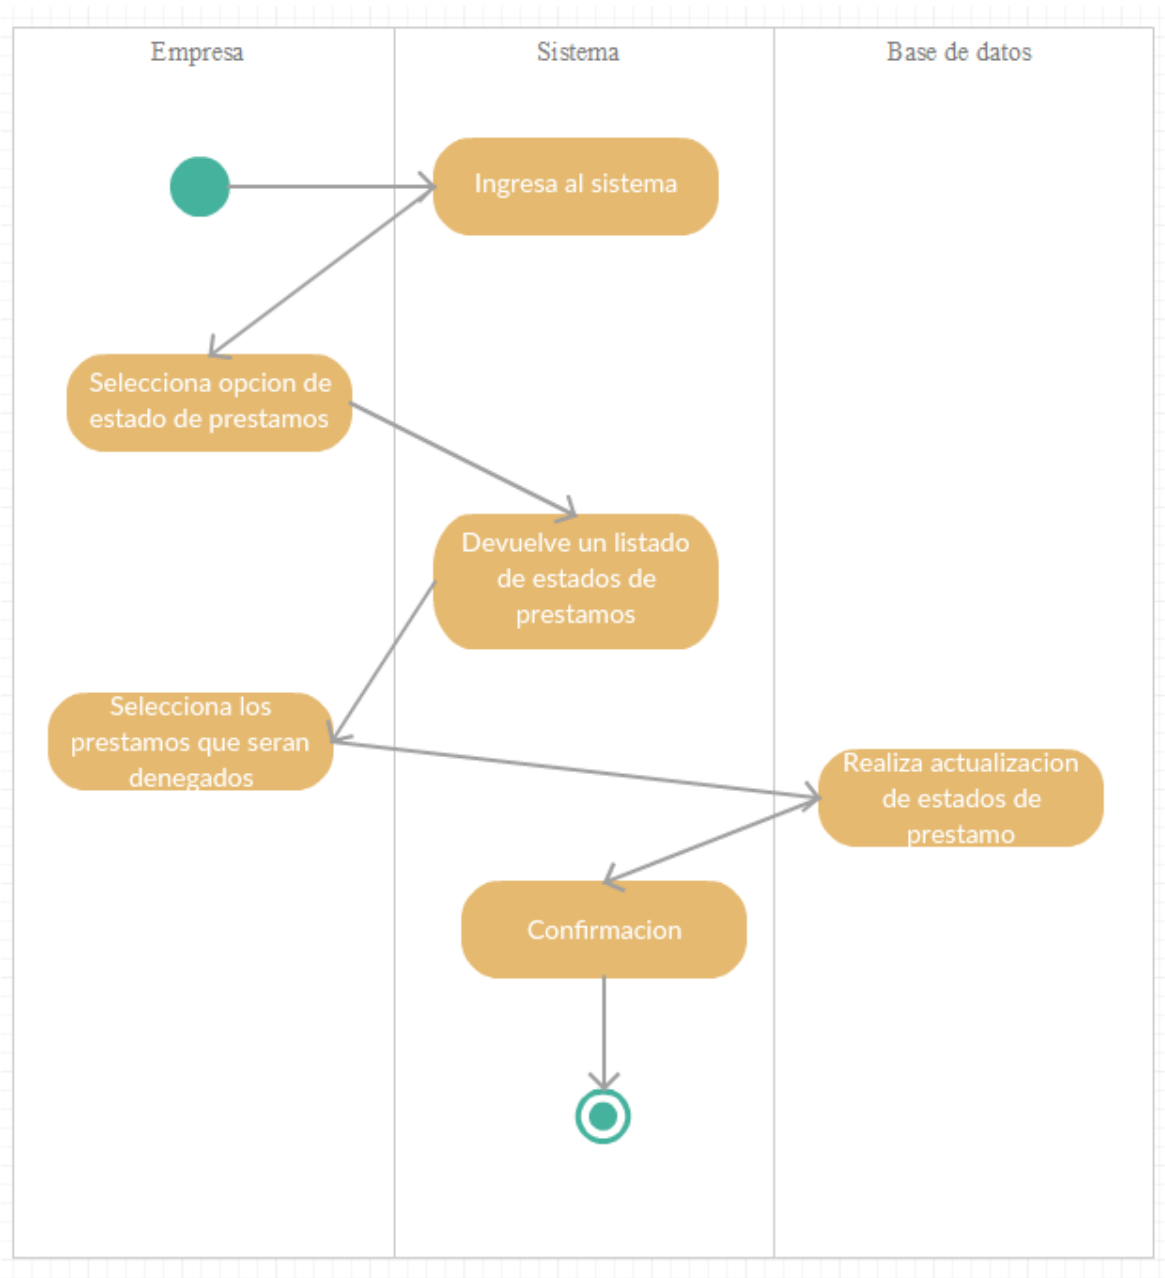 Empresa
Sistema
Base de datos
Ingresa al sistema
Selecciona opcion de
estado de prestamos
Devuelve un listado
de estados de
prestamos
Selecciona los
prestamos que seran
denegados
Realiza actualizacion
de estados de
prestamo
Confirmacion